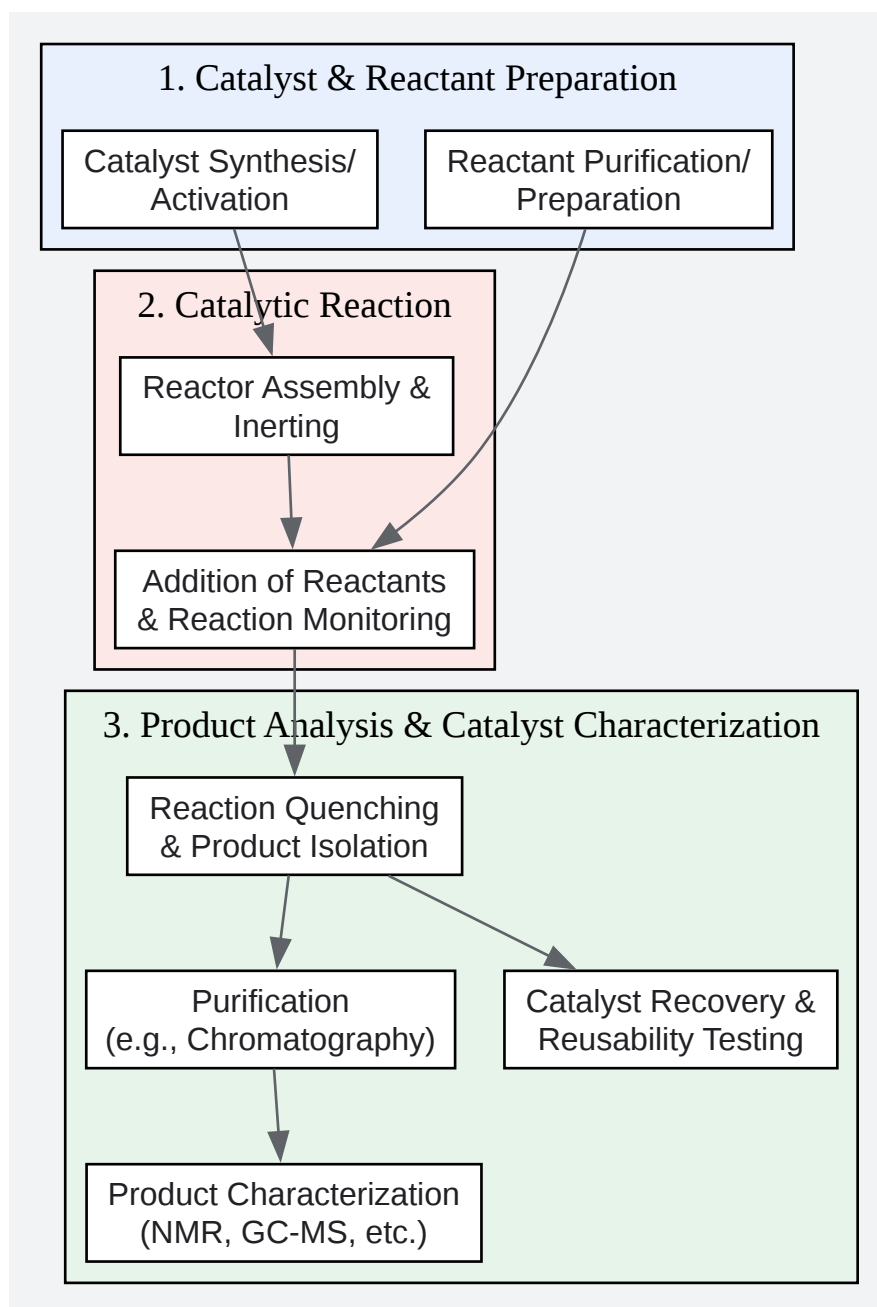 1. Catalyst & Reactant Preparation
Catalyst Synthesis/
Activation
Reactant Purification/
Preparation
2. Catalytic Reaction
Reactor Assembly &
Inerting
Addition of Reactants
& Reaction Monitoring
3. Product Analysis & Catalyst Characterization
Reaction Quenching
& Product Isolation
Purification
(e.g., Chromatography)
Catalyst Recovery &
Reusability Testing
Product Characterization
(NMR, GC-MS, etc.)